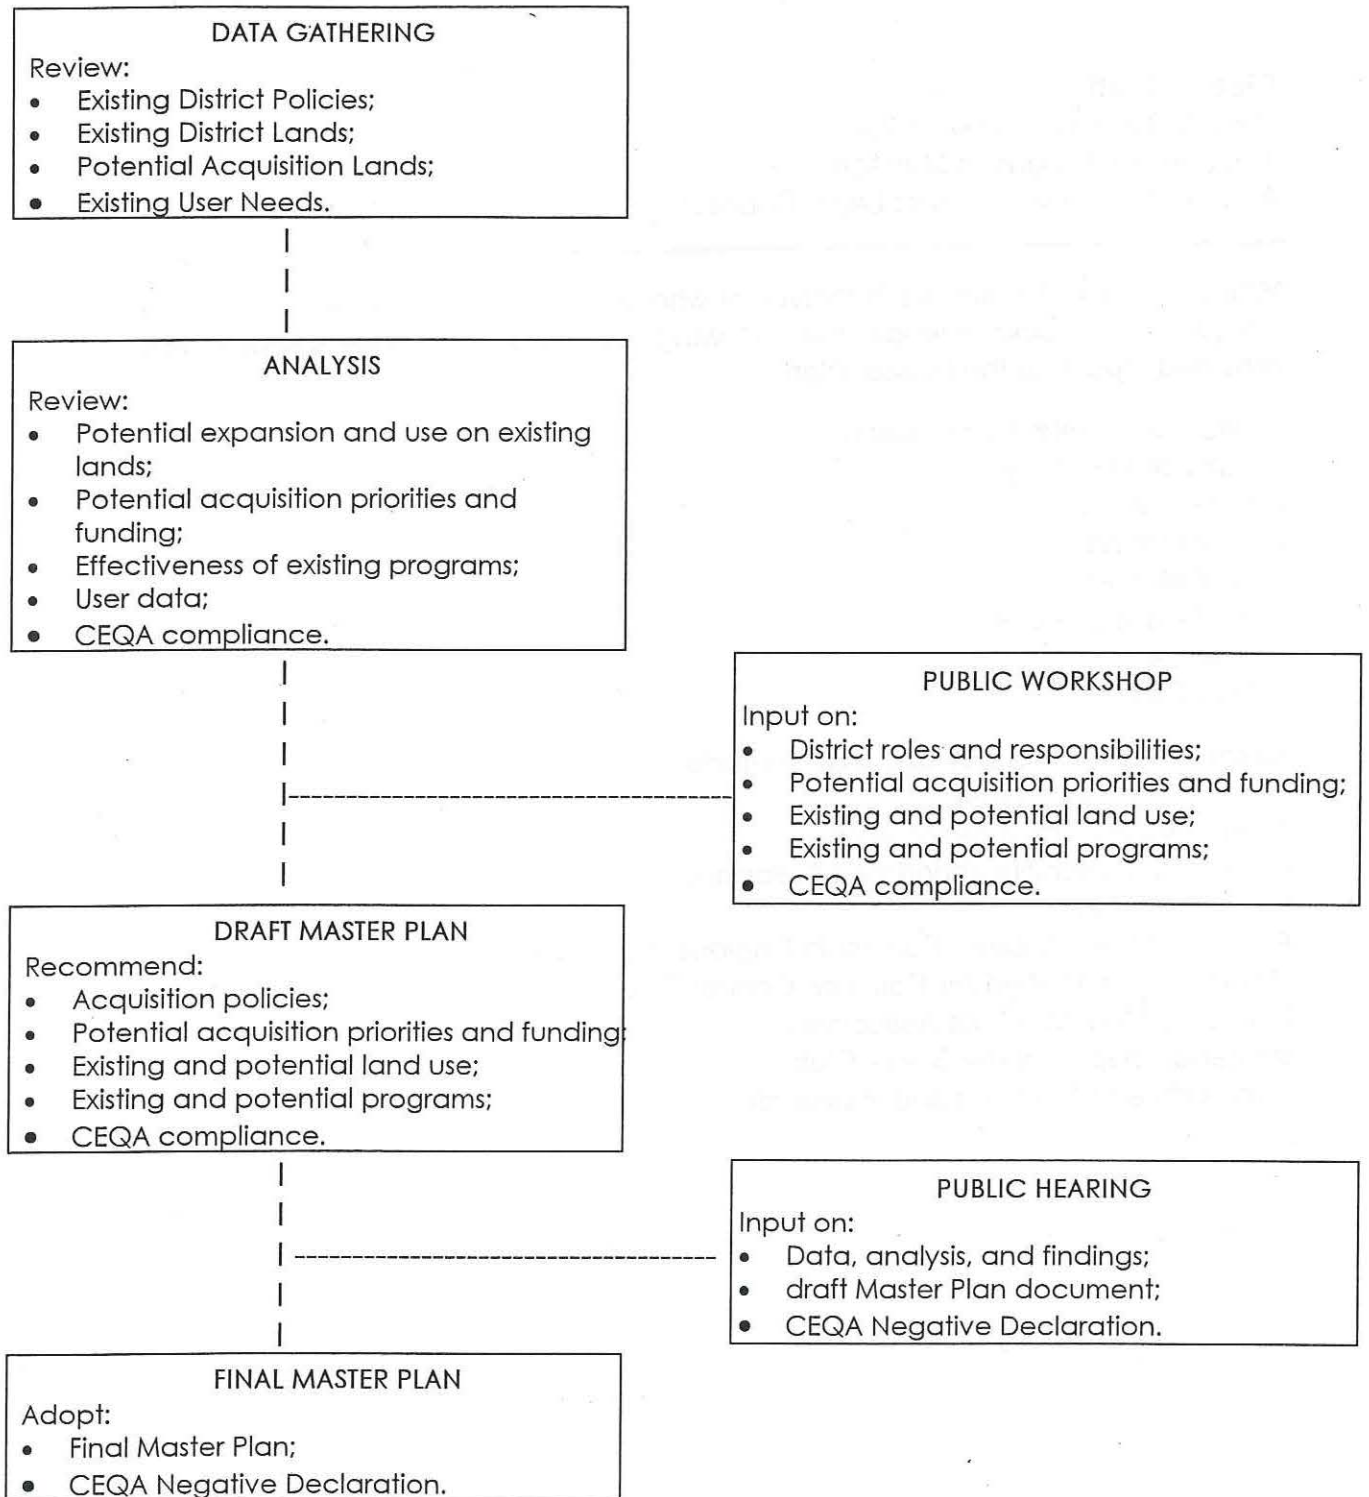 DATA GATHERING
Review:
• Existing District Policies;
• Existing District Lands;
• Potential Acquisition Lands;
• Existing User Needs.
ANALYSIS
Review:
• Potential expansion and use on existing
lands;
• Potential acquisition priorities and
funding;
• Effectiveness of existing programs;
• User data;
• CEQA compliance.
PUBLIC WORKSHOP
Input on:
• District roles and responsibilities;
• Potential acquisition priorities and funding;
• Existing and potential land use;
• Existing and potential programs;
• CEQA compliance.
DRAFT MASTER PLAN
Recommend:
• Acquisition policies;
• Potential acquisition priorities and funding;
• Existing and potential land use;
• Existing and potential programs;
• CEQA compliance.
PUBLIC HEARING
Input on:
• Data, analysis, and findings;
• draft Master Plan document;
• CEQA Negative Declaration.
FINAL MASTER PLAN
Adopt:
• Final Master Plan;
• CEQA Negative Declaration.